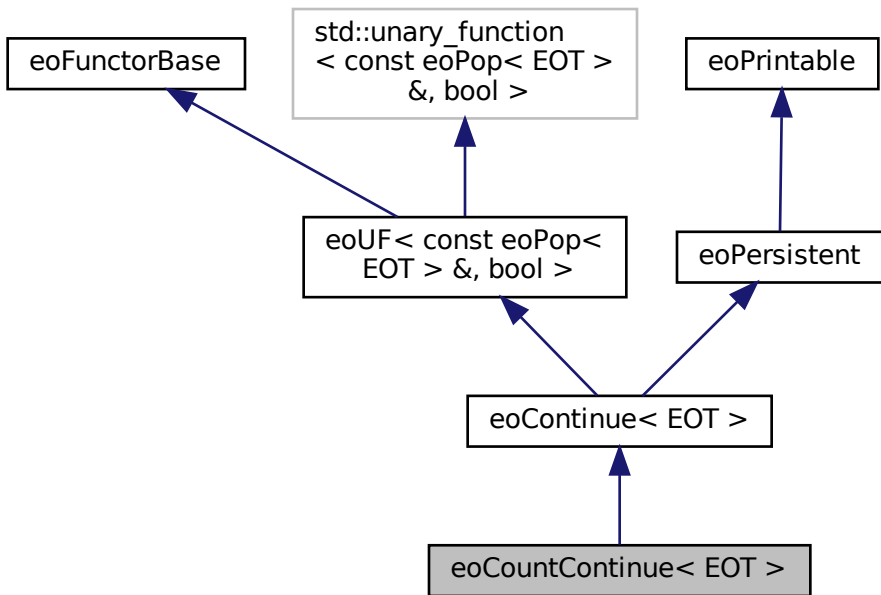 std::unary_function
< const eoPop< EOT >
&, bool >
eoFunctorBase
eoPrintable
eoUF< const eoPop<
EOT > &, bool >
eoPersistent
eoContinue< EOT >
eoCountContinue< EOT >